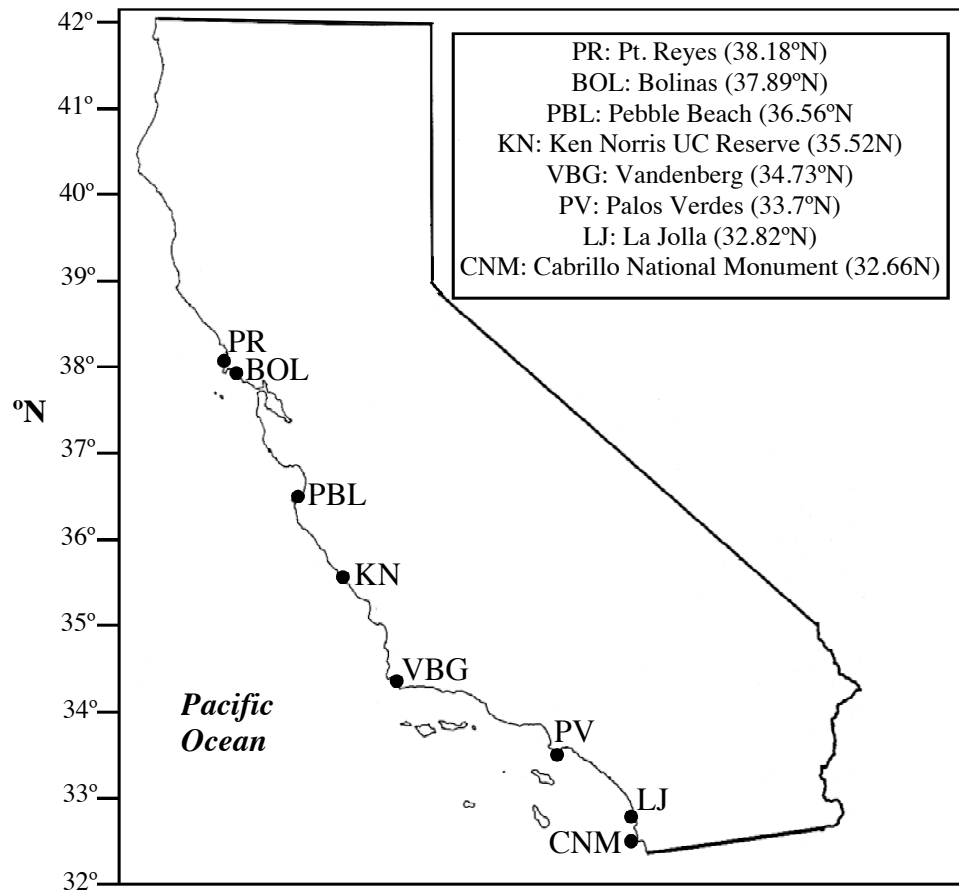 42º
41º
40º
39º
38º
37º
36º
35º
34º
33º
32º
ºN
PR: Pt. Reyes (38.18ºN)
BOL: Bolinas (37.89ºN)
PBL: Pebble Beach (36.56ºN
KN: Ken Norris UC Reserve (35.52N)
VBG: Vandenberg (34.73ºN)
PV: Palos Verdes (33.7ºN)
LJ: La Jolla (32.82ºN)
CNM: Cabrillo National Monument (32.66N)
PR
BOL
PBL
KN
VBG
PV
LJ
CNM
Pacific
Ocean